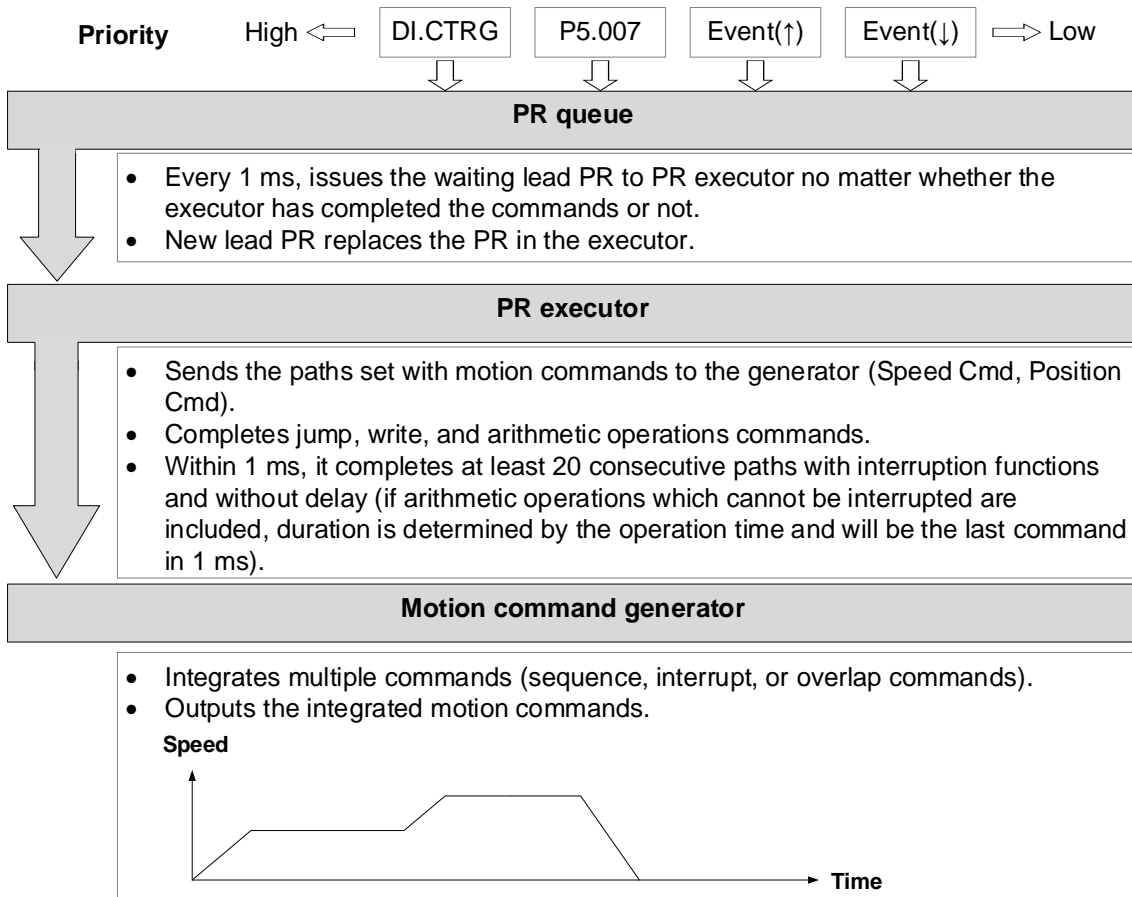 Priority High DI.CTRG P5.007 Event(↑) Event(↓) Low
PR queue
• Every 1 ms, issues the waiting lead PR to PR executor no matter whether the
executor has completed the commands or not.
• New lead PR replaces the PR in the executor.
PR executor
• Sends the paths set with motion commands to the generator (Speed Cmd, Position
Cmd).
• Completes jump, write, and arithmetic operations commands.
• Within 1 ms, it completes at least 20 consecutive paths with interruption functions
and without delay (if arithmetic operations which cannot be interrupted are
included, duration is determined by the operation time and will be the last command
in 1 ms).
Motion command generator
• Integrates multiple commands (sequence, interrupt, or overlap commands).
• Outputs the integrated motion commands.
Speed
Time